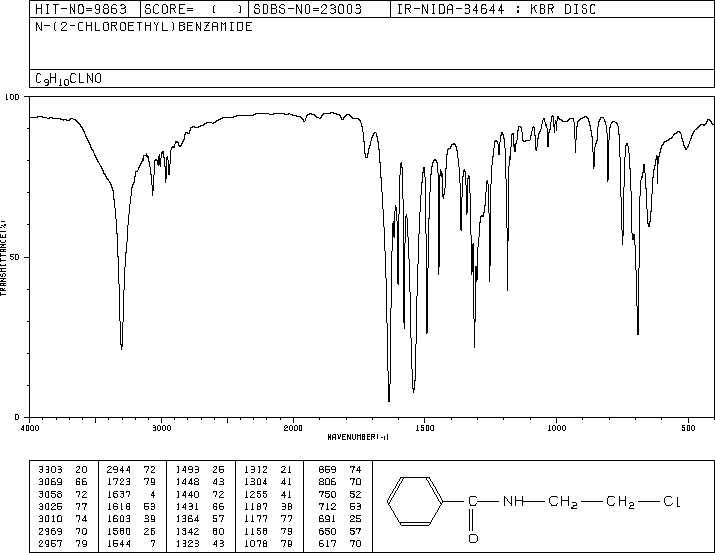 HIT-NO=9863 SCORE= ( ) SDBS-NO=23003 IR-NIDA-34644 : KBR DISC
N-(2-CHLOROETHYL)BENZAMIDE
C9H10CLNO
100
TRANSMITTANCE(%)
50
0
4000 3000 2000 1500 1000 500
WAVENUMBER(-1)
3303 20 2944 72 1493 25 1312 21 859 74
3069 66 1723 79 1448 43 1304 41 806 70
3058 72 1637 4 1440 72 1255 41 750 52
3025 77 1618 1431 66 1187 38 712 53
3010 74 1603 39 1364 57 1177 77 691 25
2969 70 1580 26 1342 1158 79 650 57
2957 79 1544 7 1323 43 1078 79 617 70
C NH CH2 CH2 Cl
O